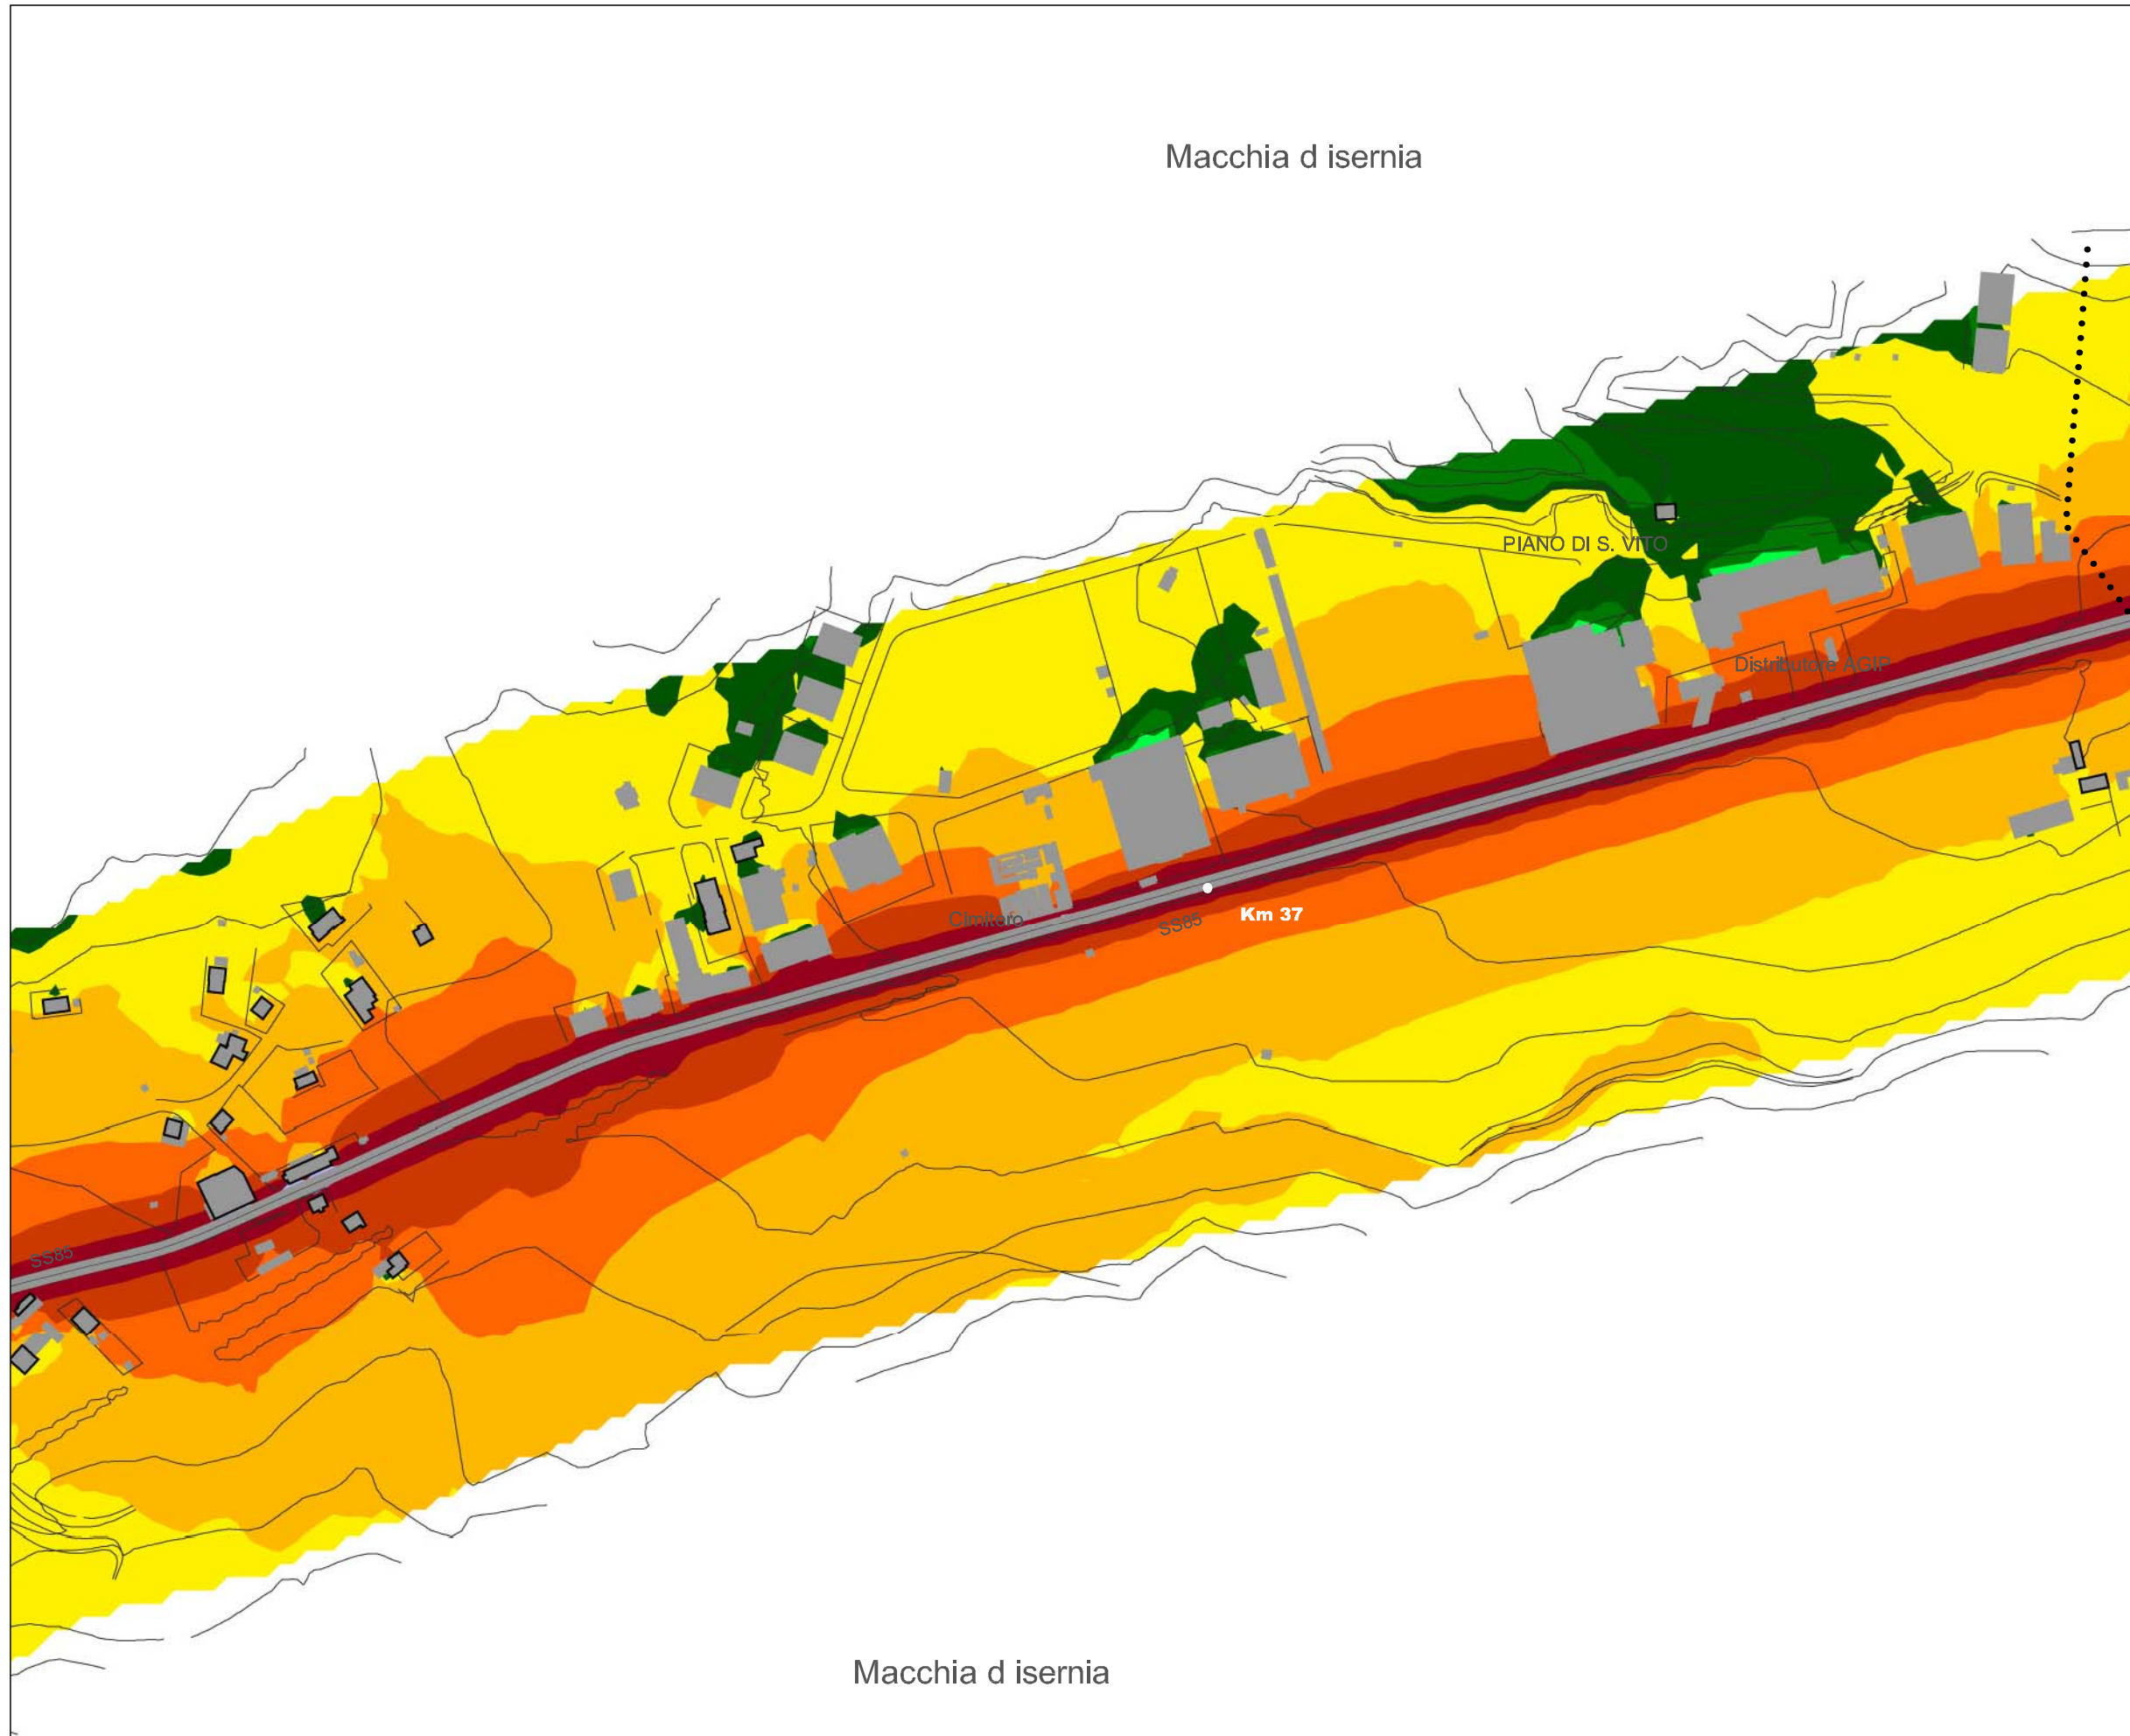 Macchia d isernia
PIANO DI S. VITO
Distributore AGIP
Cimitero
SS85
Km 37
SS85
Macchia d isernia